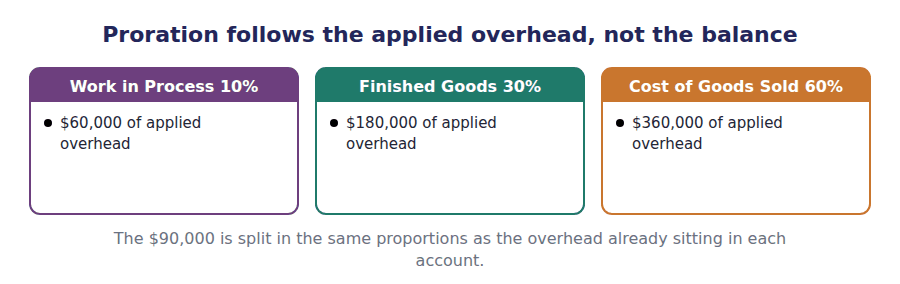 Proration follows the applied overhead, not the balance
Work in Process 10%
$60,000 of applied
overhead
Finished Goods 30%
$180,000 of applied
overhead
Cost of Goods Sold 60%
$360,000 of applied
overhead
The $90,000 is split in the same proportions as the overhead already sitting in each
account.